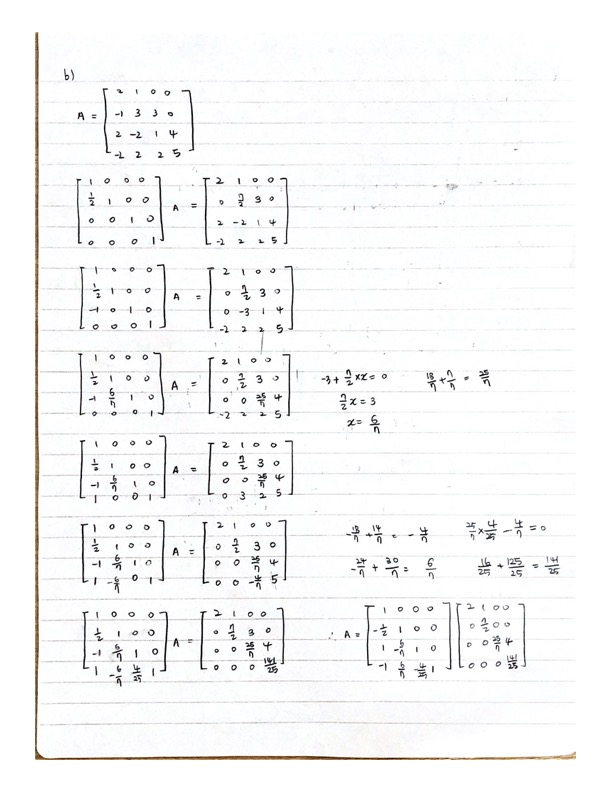 b)
A = [ 2 1 0 0
-1 3 3 0
2 -2 1 4
-2 2 2 5 ]
[ 1 0 0 0 ] [ 2 1 0 0 ]
[ 1/2 1 0 0 ] A = [ 0 7/2 3 0 ]
[ 0 0 1 0 ] [ 2 -2 1 4 ]
[ 0 0 0 1 ] [ -2 2 2 5 ]
[ 1 0 0 0 ] [ 2 1 0 0 ]
[ 1/2 1 0 0 ] A = [ 0 7/2 3 0 ]
[ -1 0 1 0 ] [ 0 -3 1 4 ]
[ 0 0 0 1 ] [ -2 2 2 5 ]
[ 1 0 0 0 ] [ 2 1 0 0 ]
[ 1/2 1 0 0 ] A = [ 0 7/2 3 0 ] -3 + 7/2 × x = 0 18/7 + 7/7 = 25/7
[ -1 6/7 1 0 ] [ 0 0 25/7 4 ] 7/2 x = 3
[ 0 0 0 1 ] [ -2 2 2 5 ] x = 6/7
[ 1 0 0 0 ] [ 2 1 0 0 ]
[ 1/2 1 0 0 ] A = [ 0 7/2 3 0 ]
[ -1 6/7 1 0 ] [ 0 0 25/7 4 ]
[ 1 0 0 1 ] [ 0 3 2 5 ]
[ 1 0 0 0 ] [ 2 1 0 0 ] -18/7 + 14/7 = -4/7 25/7 × 4/25 - 4/7 = 0
[ 1/2 1 0 0 ] A = [ 0 7/2 3 0 ]
[ -1 6/7 1 0 ] [ 0 0 25/7 4 ] -24/7 + 30/7 = 6/7 16/25 + 125/25 = 141/25
[ 1 -6/7 0 1 ] [ 0 0 -4/7 5 ]
[ 1 0 0 0 ] [ 2 1 0 0 ] [ 1 0 0 0 ] [ 2 1 0 0 ]
[ 1/2 1 0 0 ] A = [ 0 7/2 3 0 ] ∴ A = [ -1/2 1 0 0 ] [ 0 7/2 0 0 ]
[ -1 6/7 1 0 ] [ 0 0 25/7 4 ] [ 1 -6/7 1 0 ] [ 0 0 25/7 4 ]
[ 1 -6/7 4/25 1 ] [ 0 0 0 141/25 ] [ -1 6/7 -4/25 1 ] [ 0 0 0 141/25 ]